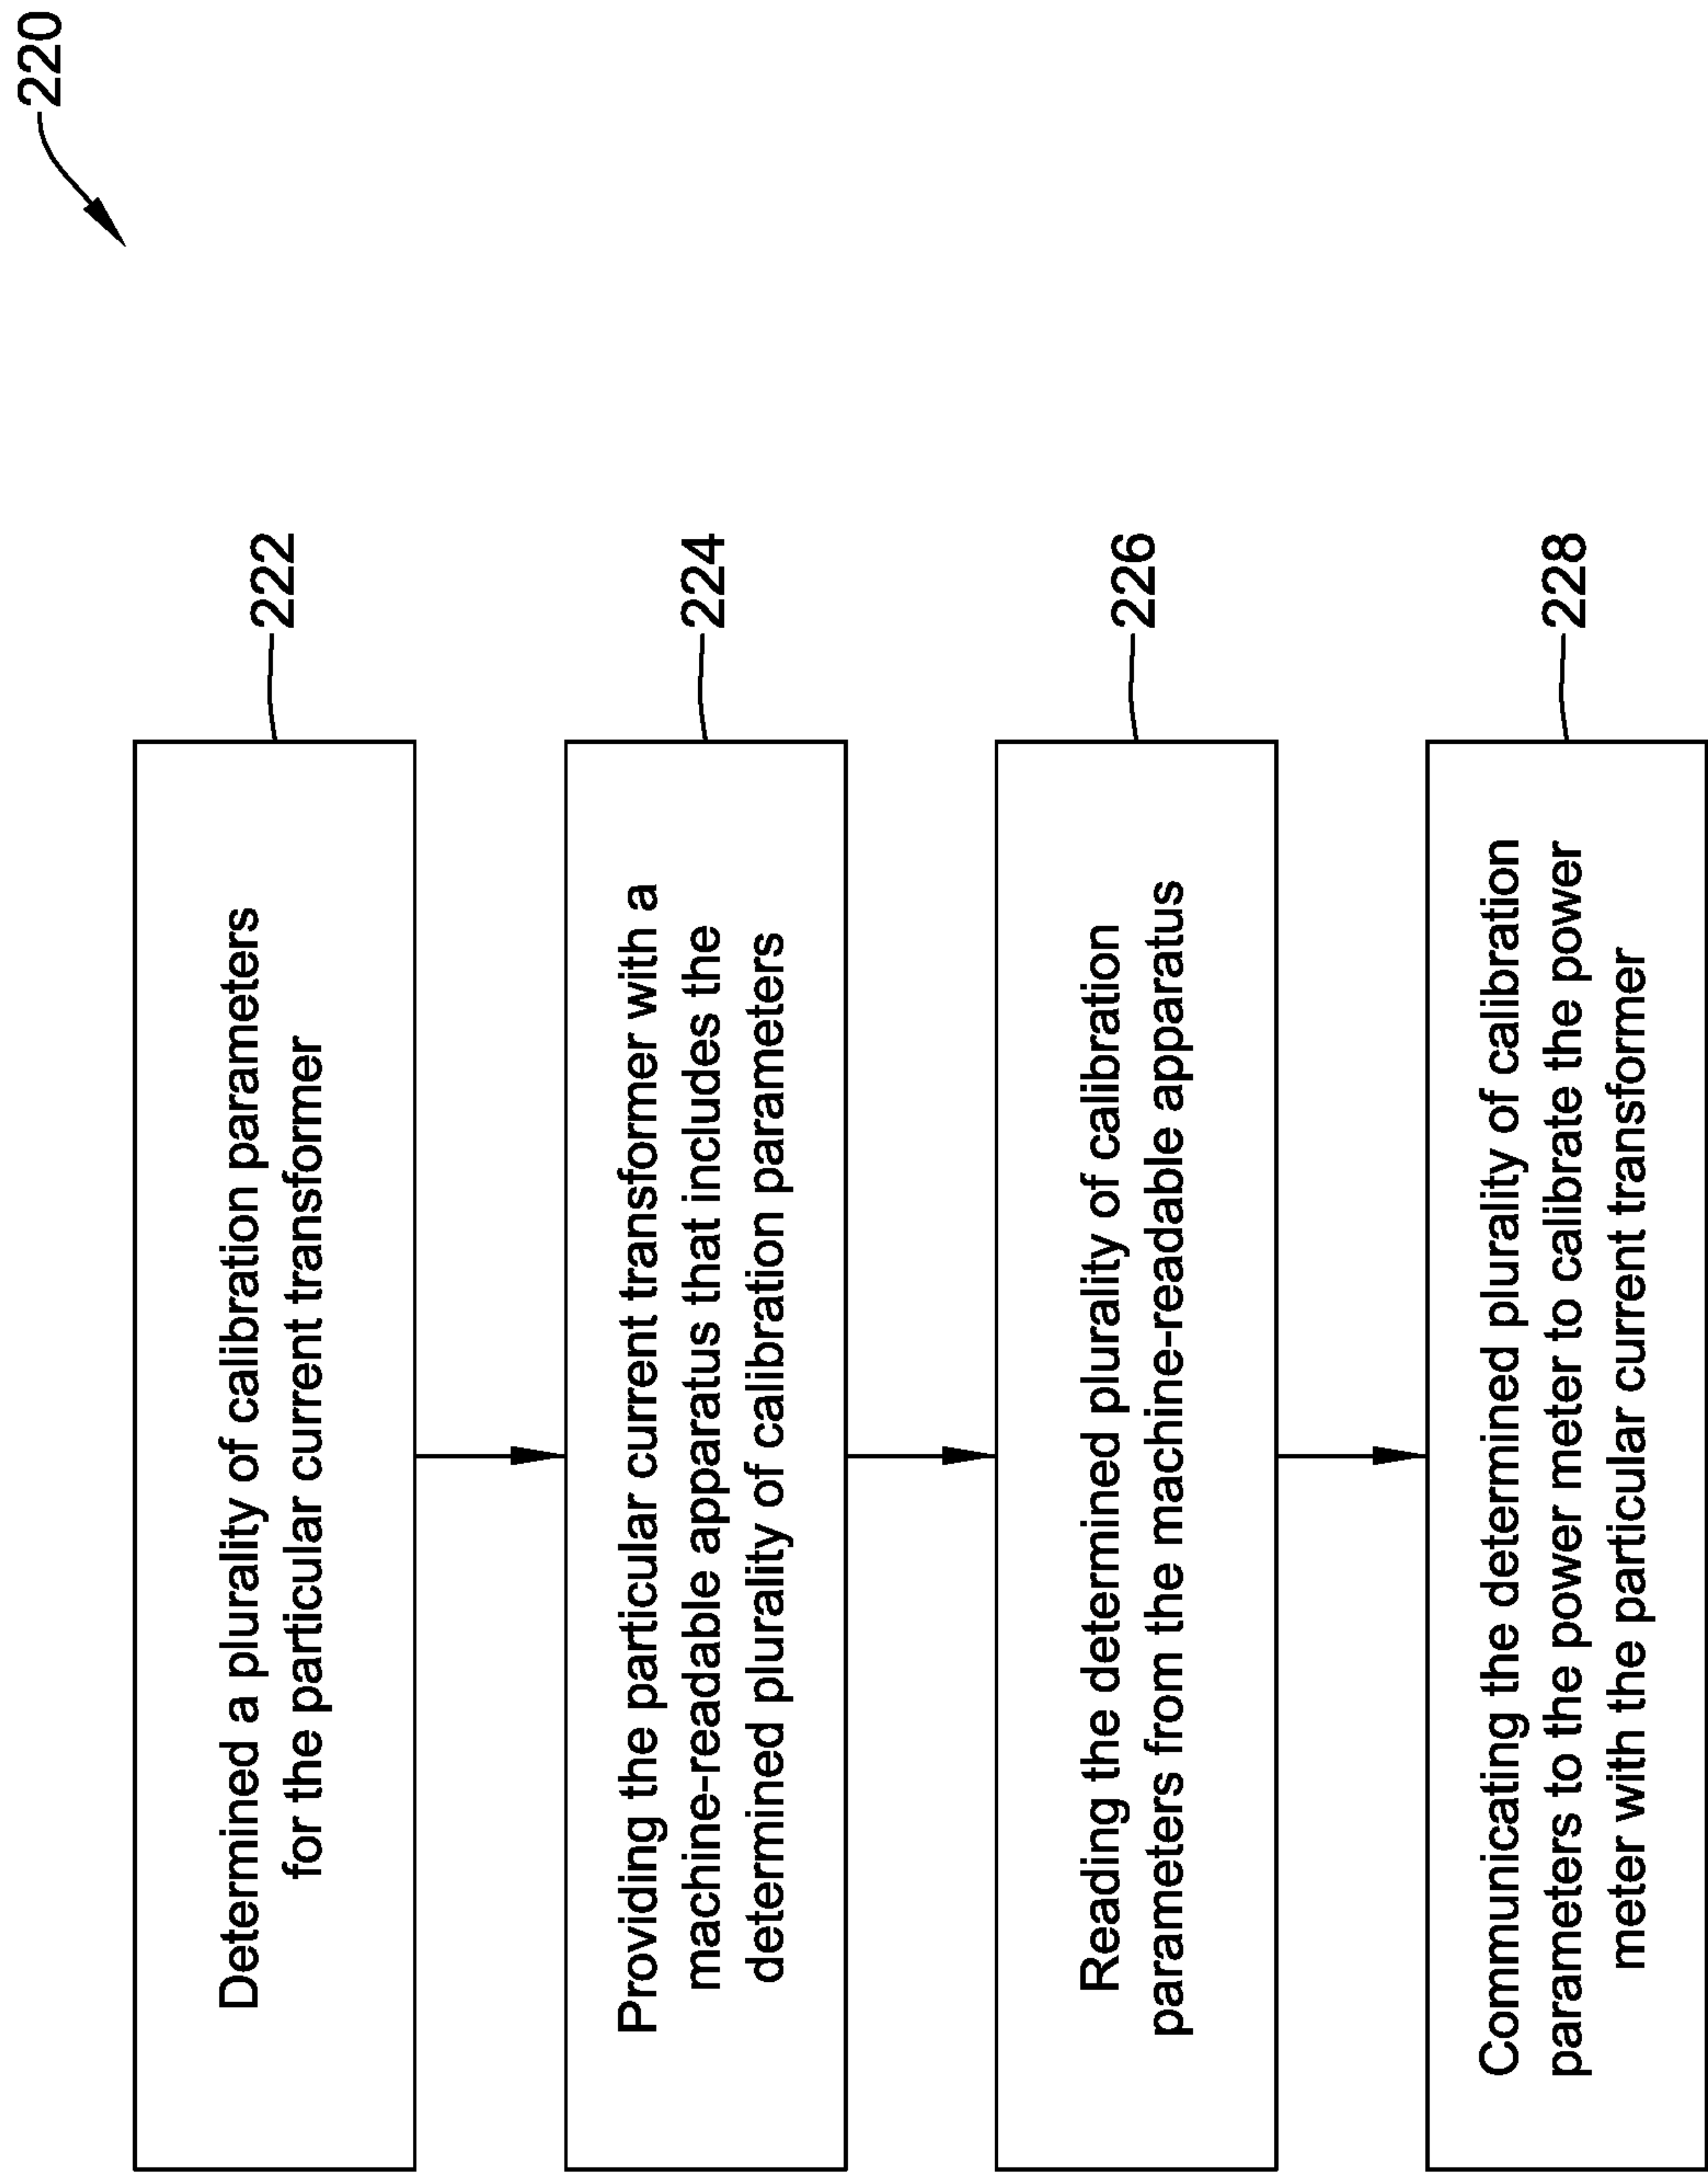 220
222
Determined a plurality of calibration parameters
for the particular current transformer
224
Providing the particular current transformer with a
machine-readable apparatus that includes the
determined plurality of calibration parameters
226
Reading the determined plurality of calibration
parameters from the machine-readable apparatus
228
Communicating the determined plurality of calibration
parameters to the power meter to calibrate the power
meter with the particular current transformer